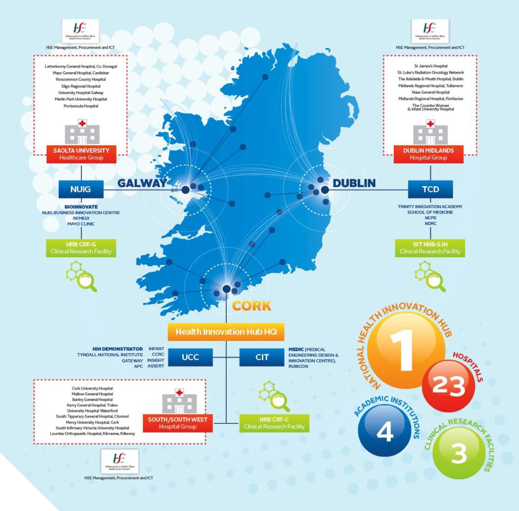 HSE Management, Procurement and ICT
Letterkenny General Hospital, Co. Donegal
Mayo General Hospital, Castlebar
Roscommon County Hospital
Sligo Regional Hospital
University Hospital Galway
Merlin Park University Hospital
Portiuncula Hospital
SAOLTA UNIVERSITY
Healthcare Group
NUIG
BIOINNOVATE
NUIG BUSINESS INNOVATION CENTRE
REMEDI
MAYO CLINIC
HRB CRF-G
Clinical Research Facility
GALWAY
DUBLIN
CORK
HSE Management, Procurement and ICT
St James's Hospital
St. Luke's Radiation Oncology Network
The Adelaide & Meath Hospital, Dublin
Midlands Regional Hospital, Tullamore
Naas General Hospital
Midlands Regional Hospital, Portlaoise
The Coombe Women
& Infant University Hospital
DUBLIN MIDLANDS
Hospital Group
TCD
TRINITY INNOVATION ACADEMY
SCHOOL OF MEDICINE
NCPE
NDRC
WT HRB-SJH
Clinical Research Facility
Health Innovation Hub HQ
HIH DEMONSTRATOR
TYNDALL NATIONAL INSTITUTE
GATEWAY
APC
INFANT
CCRC
INSIGHT
ASSERT
UCC
CIT
MEDIC (MEDICAL
ENGINEERING DESIGN &
INNOVATION CENTRE),
RUBICON
Cork University Hospital
Mallow General Hospital
Bantry General Hospital
Kerry General Hospital, Tralee
University Hospital Waterford
South Tipperary General Hospital, Clonmel
Mercy University Hospital, Cork
South Infirmary Victoria University Hospital
Lourdes Orthopaedic Hospital, Kilcreene, Kilkenny
SOUTH/SOUTH WEST
Hospital Group
HRB CRF-C
Clinical Research Facility
HSE Management, Procurement and ICT
NATIONAL HEALTH INNOVATION HUB
1
HOSPITALS
23
ACADEMIC INSTITUTIONS
4
CLINICAL RESEARCH FACILITIES
3